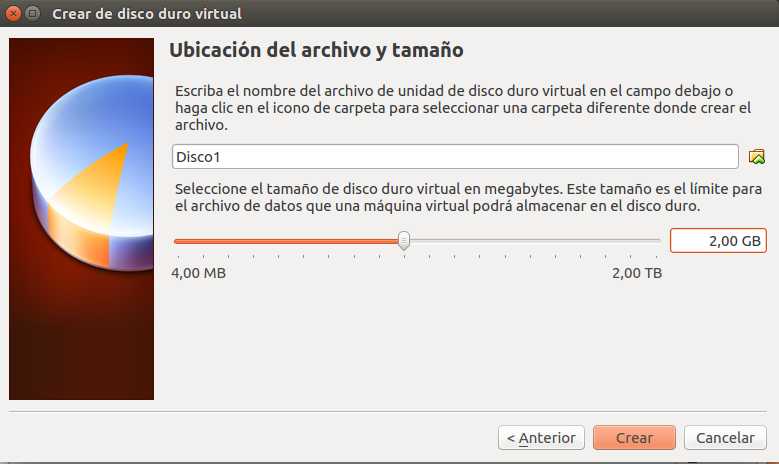 Crear de disco duro virtual
Ubicación del archivo y tamaño
Escriba el nombre del archivo de unidad de disco duro virtual en el campo debajo o
haga clic en el icono de carpeta para seleccionar una carpeta diferente donde crear el
archivo.
Disco1
Seleccione el tamaño de disco duro virtual en megabytes. Este tamaño es el límite para
el archivo de datos que una máquina virtual podrá almacenar en el disco duro.
2,00 GB
4,00 MB 2,00 TB
< Anterior Crear Cancelar